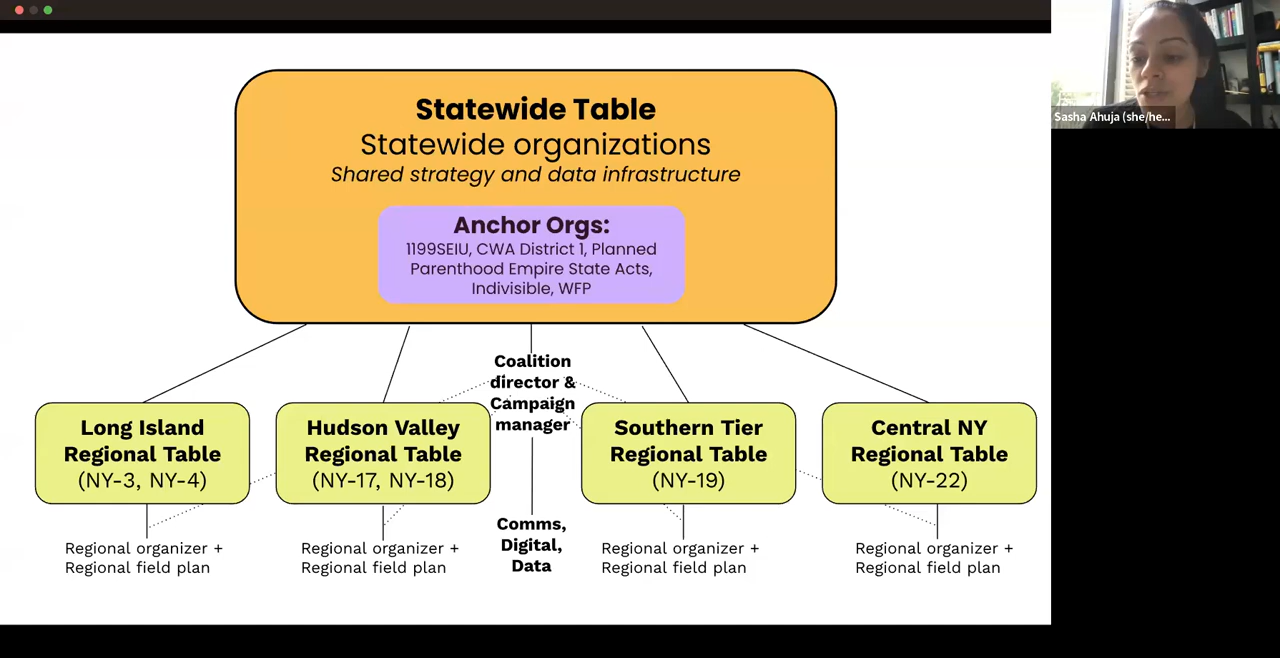 Statewide Table
Statewide organizations
Shared strategy and data infrastructure
Anchor Orgs:
1199SEIU, CWA District 1, Planned
Parenthood Empire State Acts,
Indivisible, WFP
Coalition
director &
Campaign
manager
Long Island
Regional Table
(NY-3, NY-4)
Hudson Valley
Regional Table
(NY-17, NY-18)
Southern Tier
Regional Table
(NY-19)
Central NY
Regional Table
(NY-22)
Regional organizer +
Regional field plan
Regional organizer +
Regional field plan
Comms,
Digital,
Data
Regional organizer +
Regional field plan
Regional organizer +
Regional field plan
Sasha Ahuja (she/he...